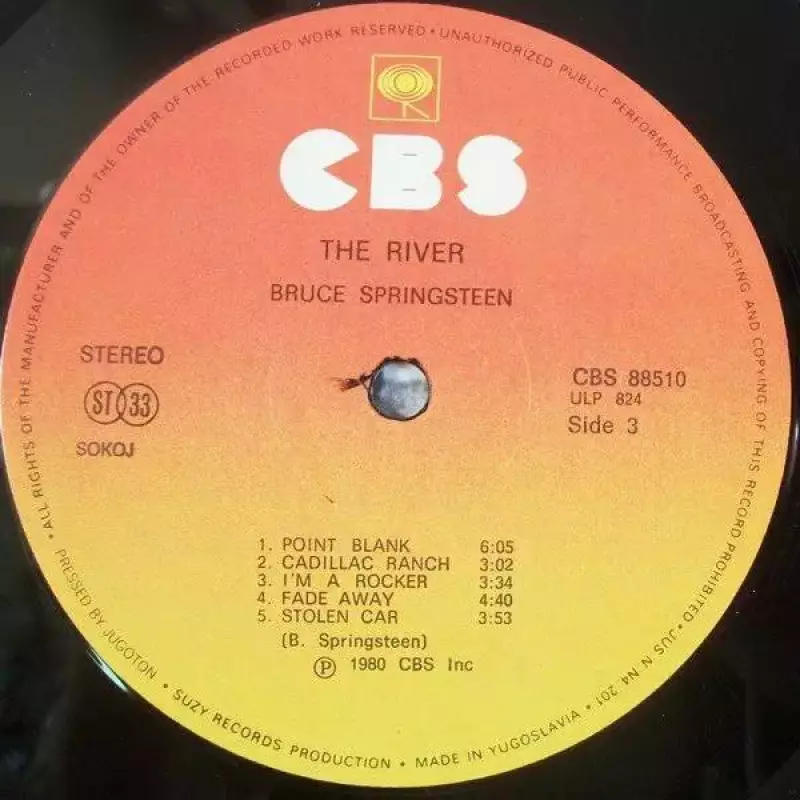 • ALL RIGHTS OF THE MANUFACTURER AND OF THE OWNER OF THE RECORDED WORK RESERVED • UNAUTHORIZED PUBLIC PERFORMANCE BROADCASTING AND COPYING OF THIS RECORD PROHIBITED • JUS N N4 201 •
CBS
THE RIVER
BRUCE SPRINGSTEEN
STEREO
ST 33
SOKOJ
CBS 88510
ULP 824
Side 3
1. POINT BLANK 6:05
2. CADILLAC RANCH 3:02
3. I'M A ROCKER 3:34
4. FADE AWAY 4:40
5. STOLEN CAR 3:53
(B. Springsteen)
℗ 1980 CBS Inc
PRESSED BY JUGOTON • SUZY RECORDS PRODUCTION • MADE IN YUGOSLAVIA •